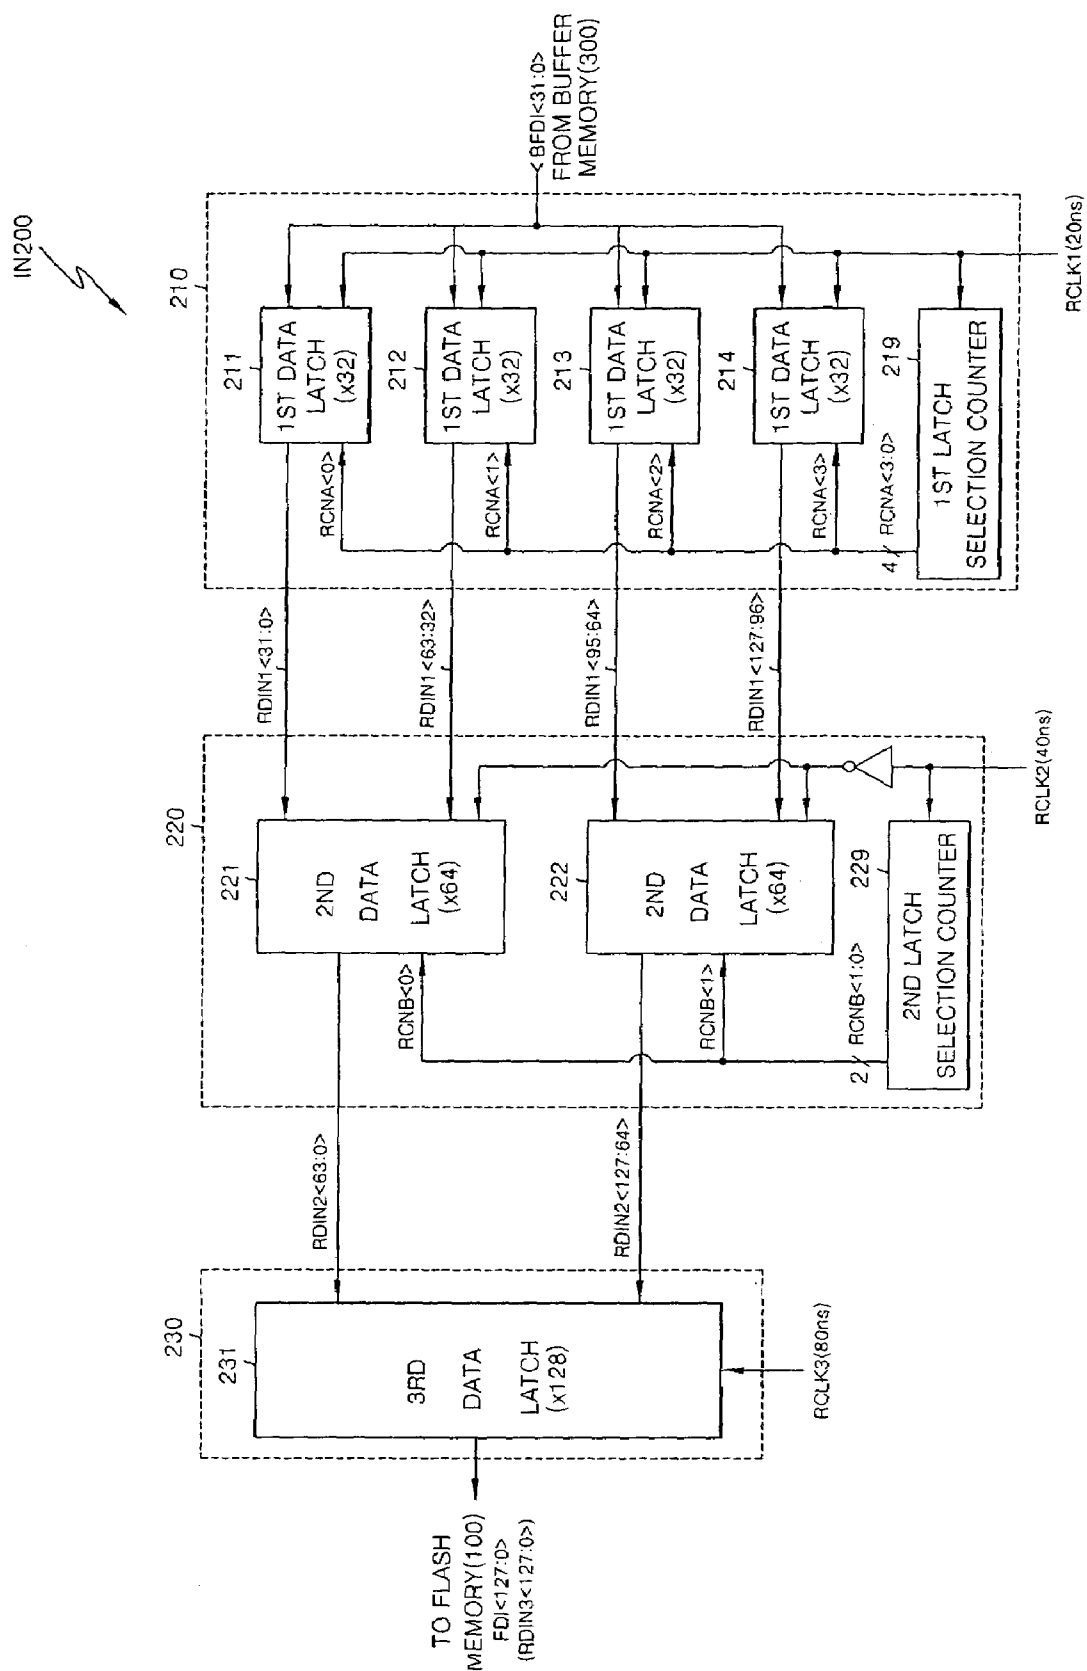 IN200
210
< BFDI<31:0>
FROM BUFFER
MEMORY(300)
211
1ST DATA
LATCH
(x32)
212
1ST DATA
LATCH
(x32)
213
1ST DATA
LATCH
(x32)
214
1ST DATA
LATCH
(x32)
219
1ST LATCH
SELECTION COUNTER
RCLK1(20ns)
RCNA<0>
RCNA<1>
RCNA<2>
RCNA<3>
4
RCNA<3:0>
RDIN1<31:0>
RDIN1<63:32>
RDIN1<95:64>
RDIN1<127:96>
220
221
2ND
DATA
LATCH
(x64)
222
2ND
DATA
LATCH
(x64)
229
2ND LATCH
SELECTION COUNTER
RCLK2(40ns)
RCNB<0>
RCNB<1>
2
RCNB<1:0>
RDIN2<63:0>
RDIN2<127:64>
230
231
3RD
DATA
LATCH
(x128)
RCLK3(80ns)
TO FLASH
MEMORY(100)
FDI<127:0>
(RDIN3<127:0>)